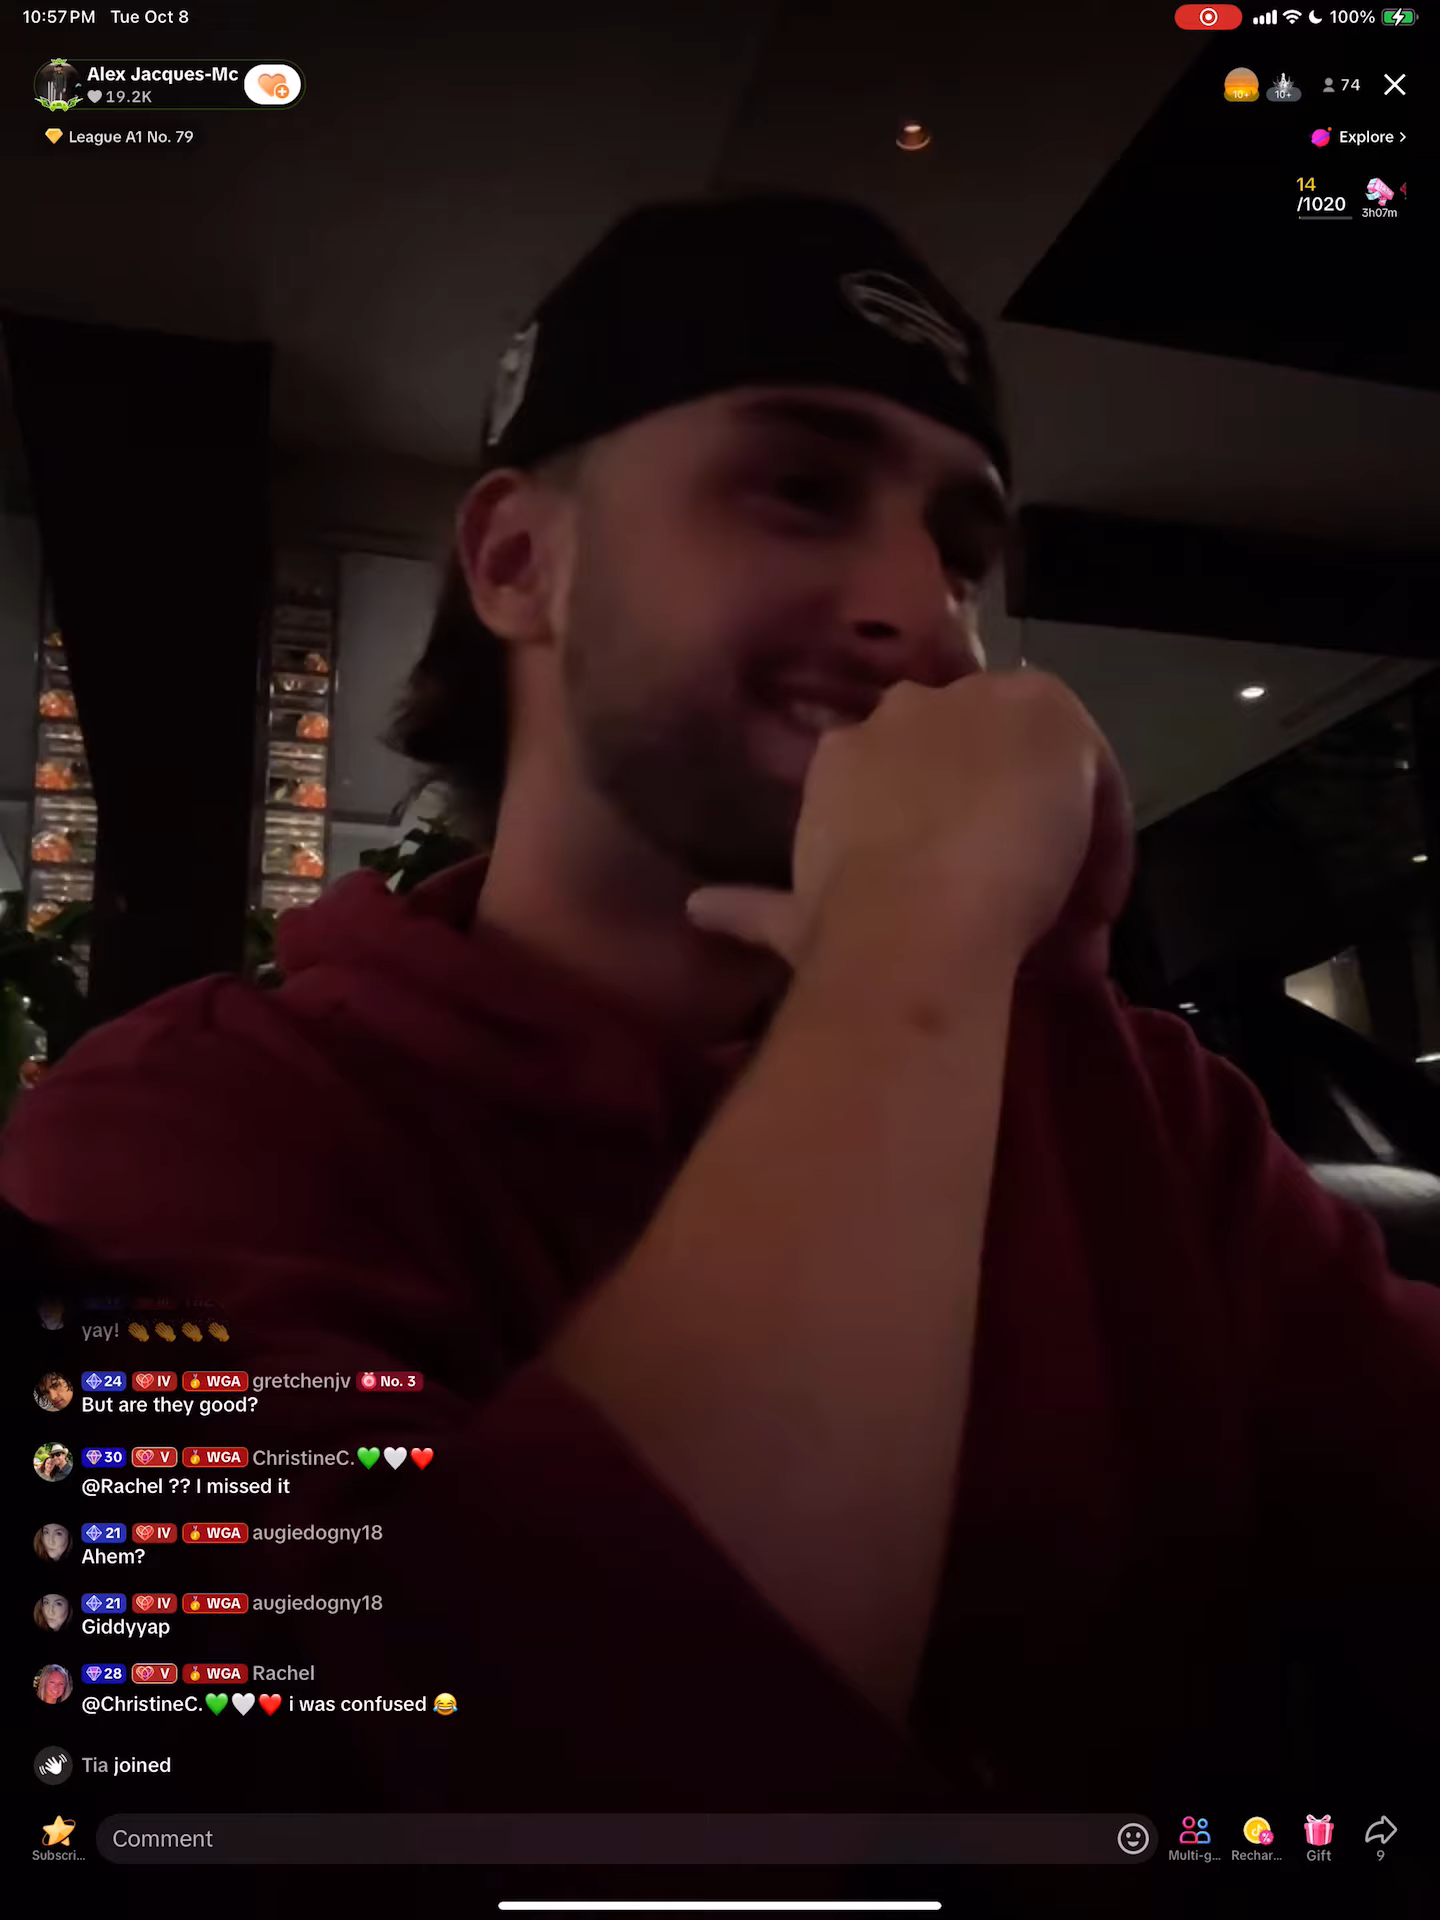 10:57 PM Tue Oct 8
100%
Alex Jacques-Mc
19.2K
10+
10+
74
League A1 No. 79
Explore >
14
/1020
3h07m
yay! 👏👏👏👏
24 IV WGA gretchenjv No. 3
But are they good?
30 V WGA ChristineC.💚🤍❤️
@Rachel ?? I missed it
21 IV WGA augiedogny18
Ahem?
21 IV WGA augiedogny18
Giddyyap
28 V WGA Rachel
@ChristineC.💚🤍❤️ i was confused 😂
Tia joined
Comment
Subscri...
Multi-g...
Rechar...
Gift
9